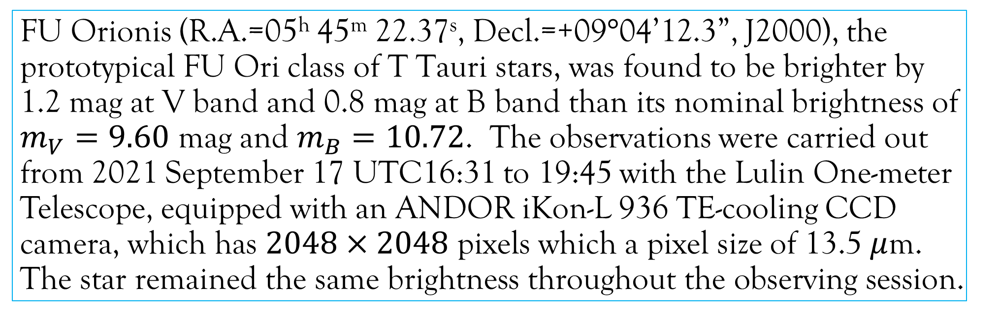 FU Orionis (R.A.=05ʰ 45ᵐ 22.37ˢ, Decl.=+09°04’12.3”, J2000), the
prototypical FU Ori class of T Tauri stars, was found to be brighter by
1.2 mag at V band and 0.8 mag at B band than its nominal brightness of
m_V = 9.60 mag and m_B = 10.72. The observations were carried out
from 2021 September 17 UTC16:31 to 19:45 with the Lulin One-meter
Telescope, equipped with an ANDOR iKon-L 936 TE-cooling CCD
camera, which has 2048 × 2048 pixels which a pixel size of 13.5 μm.
The star remained the same brightness throughout the observing session.